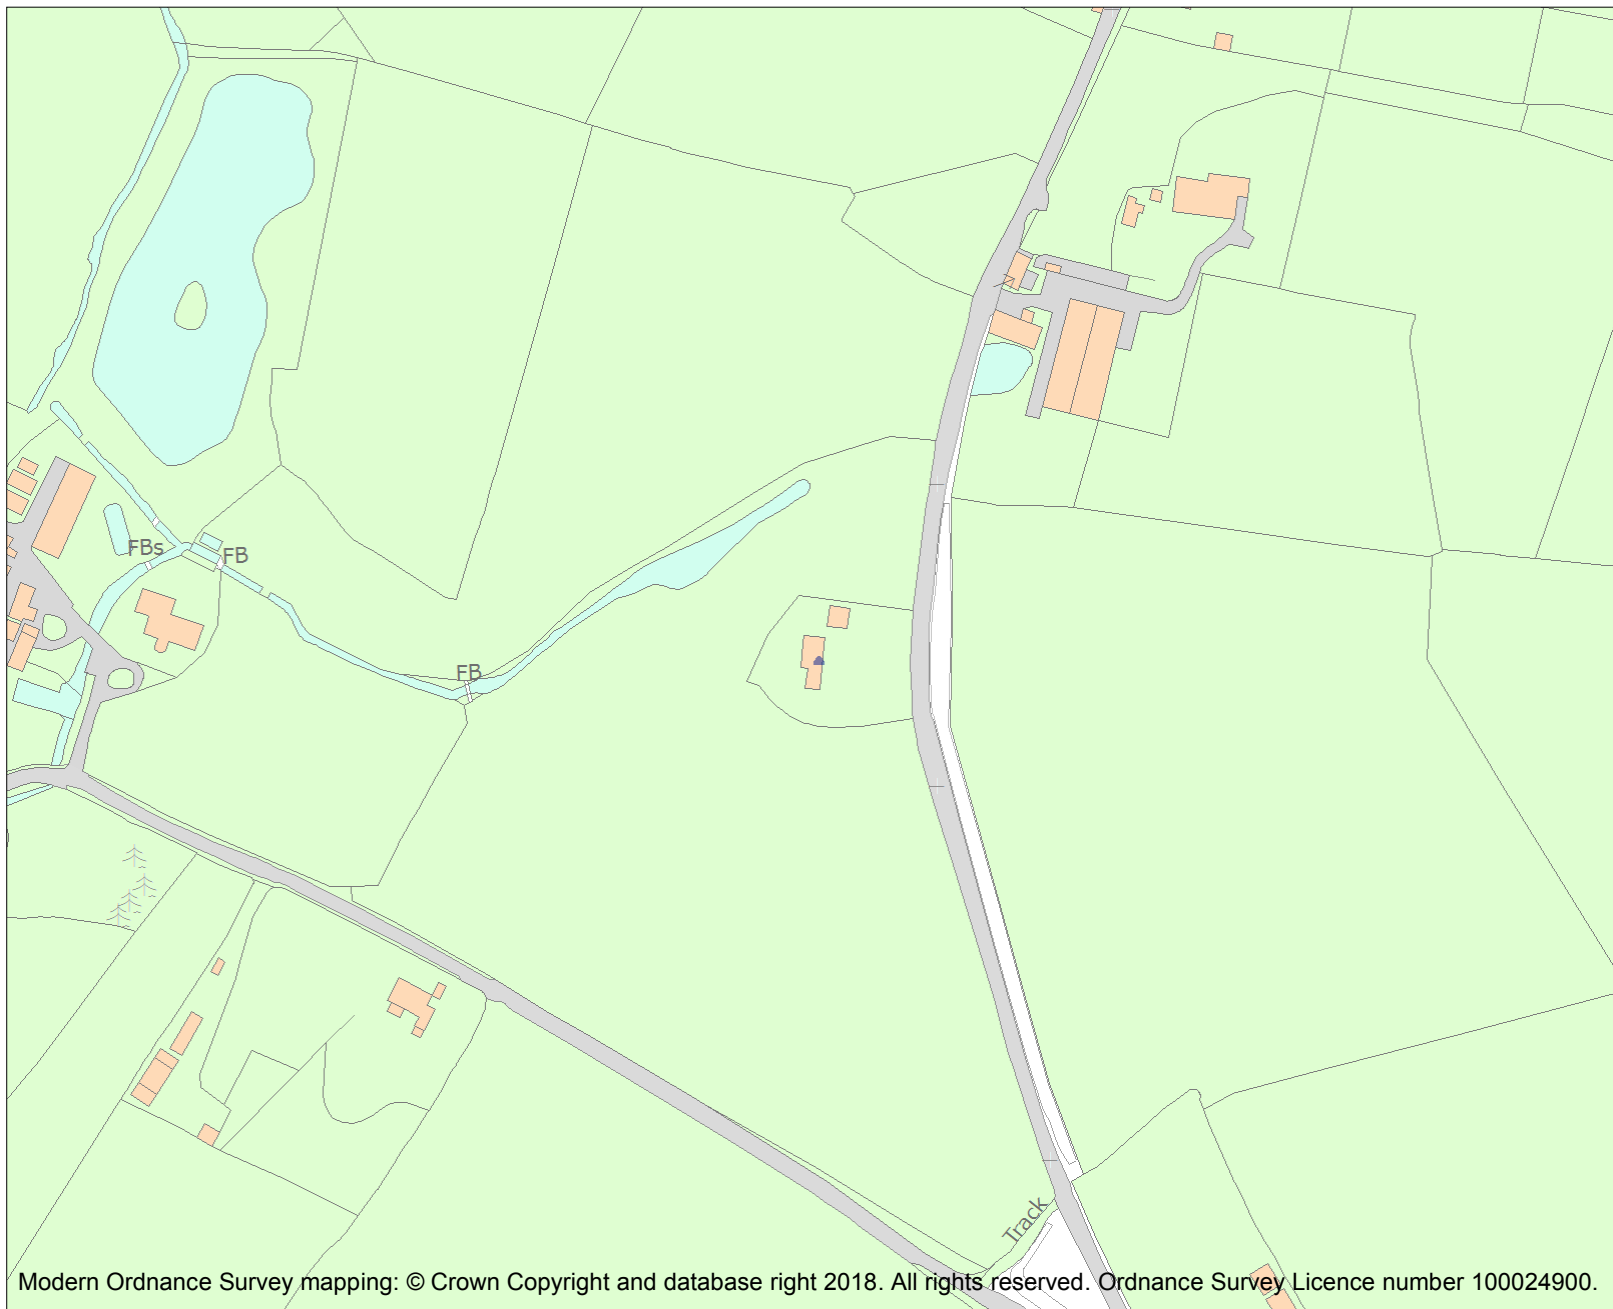 FBs
FB
FB
Track
Modern Ordnance Survey mapping: © Crown Copyright and database right 2018. All rights reserved. Ordnance Survey Licence number 100024900.